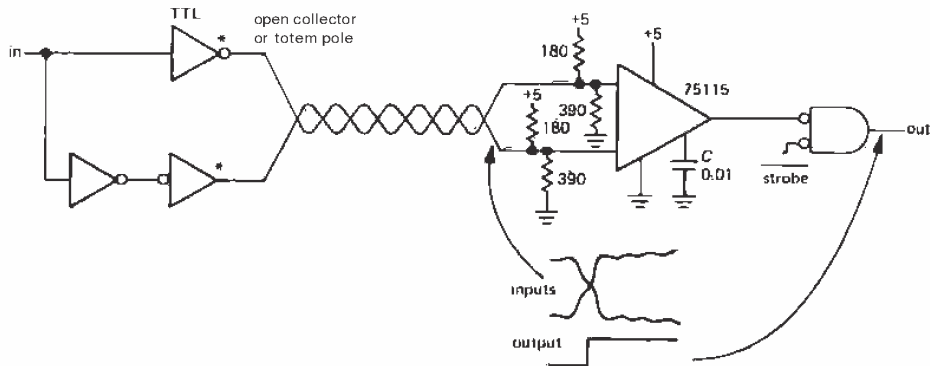 TTL
open collector
or totem pole
*
in
*
+5
180
+5
75115
+5
390
180
390
C
0.01
out
strobe
inputs
output